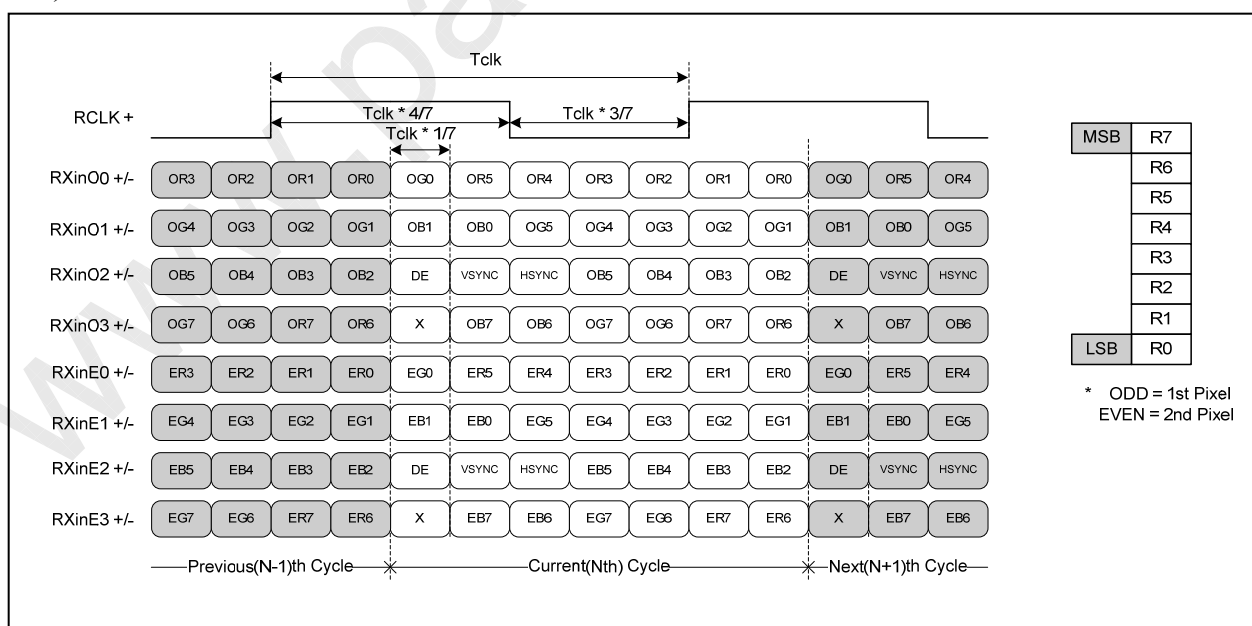 Tclk
RCLK +
Tclk * 4/7
Tclk * 3/7
Tclk * 1/7
RXinO0 +/- OR3 OR2 OR1 OR0 OG0 OR5 OR4 OR3 OR2 OR1 OR0 OG0 OR5 OR4
RXinO1 +/- OG4 OG3 OG2 OG1 OB1 OB0 OG5 OG4 OG3 OG2 OG1 OB1 OB0 OG5
RXinO2 +/- OB5 OB4 OB3 OB2 DE VSYNC HSYNC OB5 OB4 OB3 OB2 DE VSYNC HSYNC
RXinO3 +/- OG7 OG6 OR7 OR6 X OB7 OB6 OG7 OG6 OR7 OR6 X OB7 OB6
RXinE0 +/- ER3 ER2 ER1 ER0 EG0 ER5 ER4 ER3 ER2 ER1 ER0 EG0 ER5 ER4
RXinE1 +/- EG4 EG3 EG2 EG1 EB1 EB0 EG5 EG4 EG3 EG2 EG1 EB1 EB0 EG5
RXinE2 +/- EB5 EB4 EB3 EB2 DE VSYNC HSYNC EB5 EB4 EB3 EB2 DE VSYNC HSYNC
RXinE3 +/- EG7 EG6 ER7 ER6 X EB7 EB6 EG7 EG6 ER7 ER6 X EB7 EB6
Previous(N-1)th Cycle Current(Nth) Cycle Next(N+1)th Cycle
MSB R7
R6
R5
R4
R3
R2
R1
LSB R0
* ODD = 1st Pixel
EVEN = 2nd Pixel